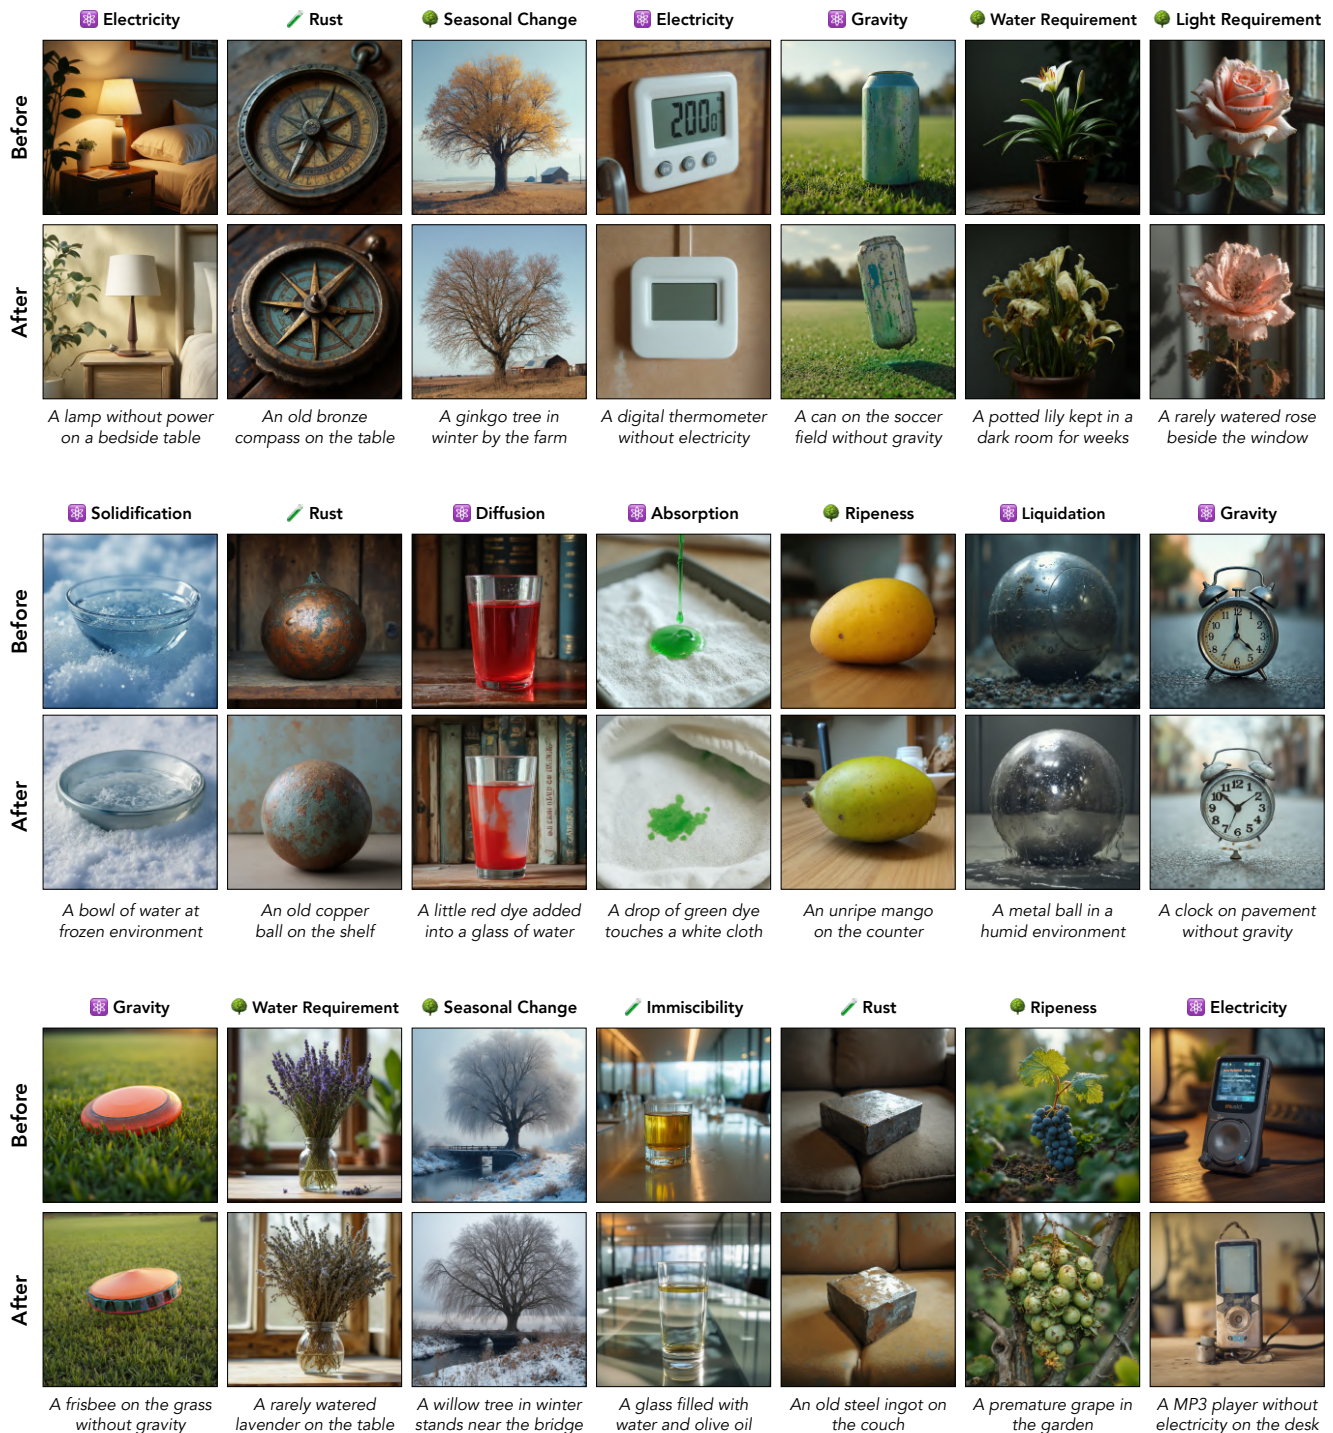 Electricity
Rust
Seasonal Change
Electricity
Gravity
Water Requirement
Light Requirement
Before
200
After
A lamp without power
on a bedside table
An old bronze
compass on the table
A ginkgo tree in
winter by the farm
A digital thermometer
without electricity
A can on the soccer
field without gravity
A potted lily kept in a
dark room for weeks
A rarely watered rose
beside the window
Solidification
Rust
Diffusion
Absorption
Ripeness
Liquidation
Gravity
Before
After
A bowl of water at
frozen environment
An old copper
ball on the shelf
A little red dye added
into a glass of water
A drop of green dye
touches a white cloth
An unripe mango
on the counter
A metal ball in a
humid environment
A clock on pavement
without gravity
Gravity
Water Requirement
Seasonal Change
Immiscibility
Rust
Ripeness
Electricity
Before
After
A frisbee on the grass
without gravity
A rarely watered
lavender on the table
A willow tree in winter
stands near the bridge
A glass filled with
water and olive oil
An old steel ingot on
the couch
A premature grape in
the garden
A MP3 player without
electricity on the desk